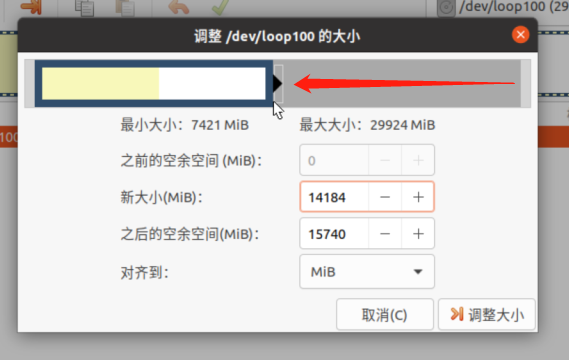 /dev/loop100 (29
调整 /dev/loop100 的大小
最小大小：7421 MiB 最大大小：29924 MiB
之前的空余空间 (MiB)： 0
新大小(MiB)： 14184
之后的空余空间(MiB)： 15740
对齐到： MiB
取消(C) 调整大小